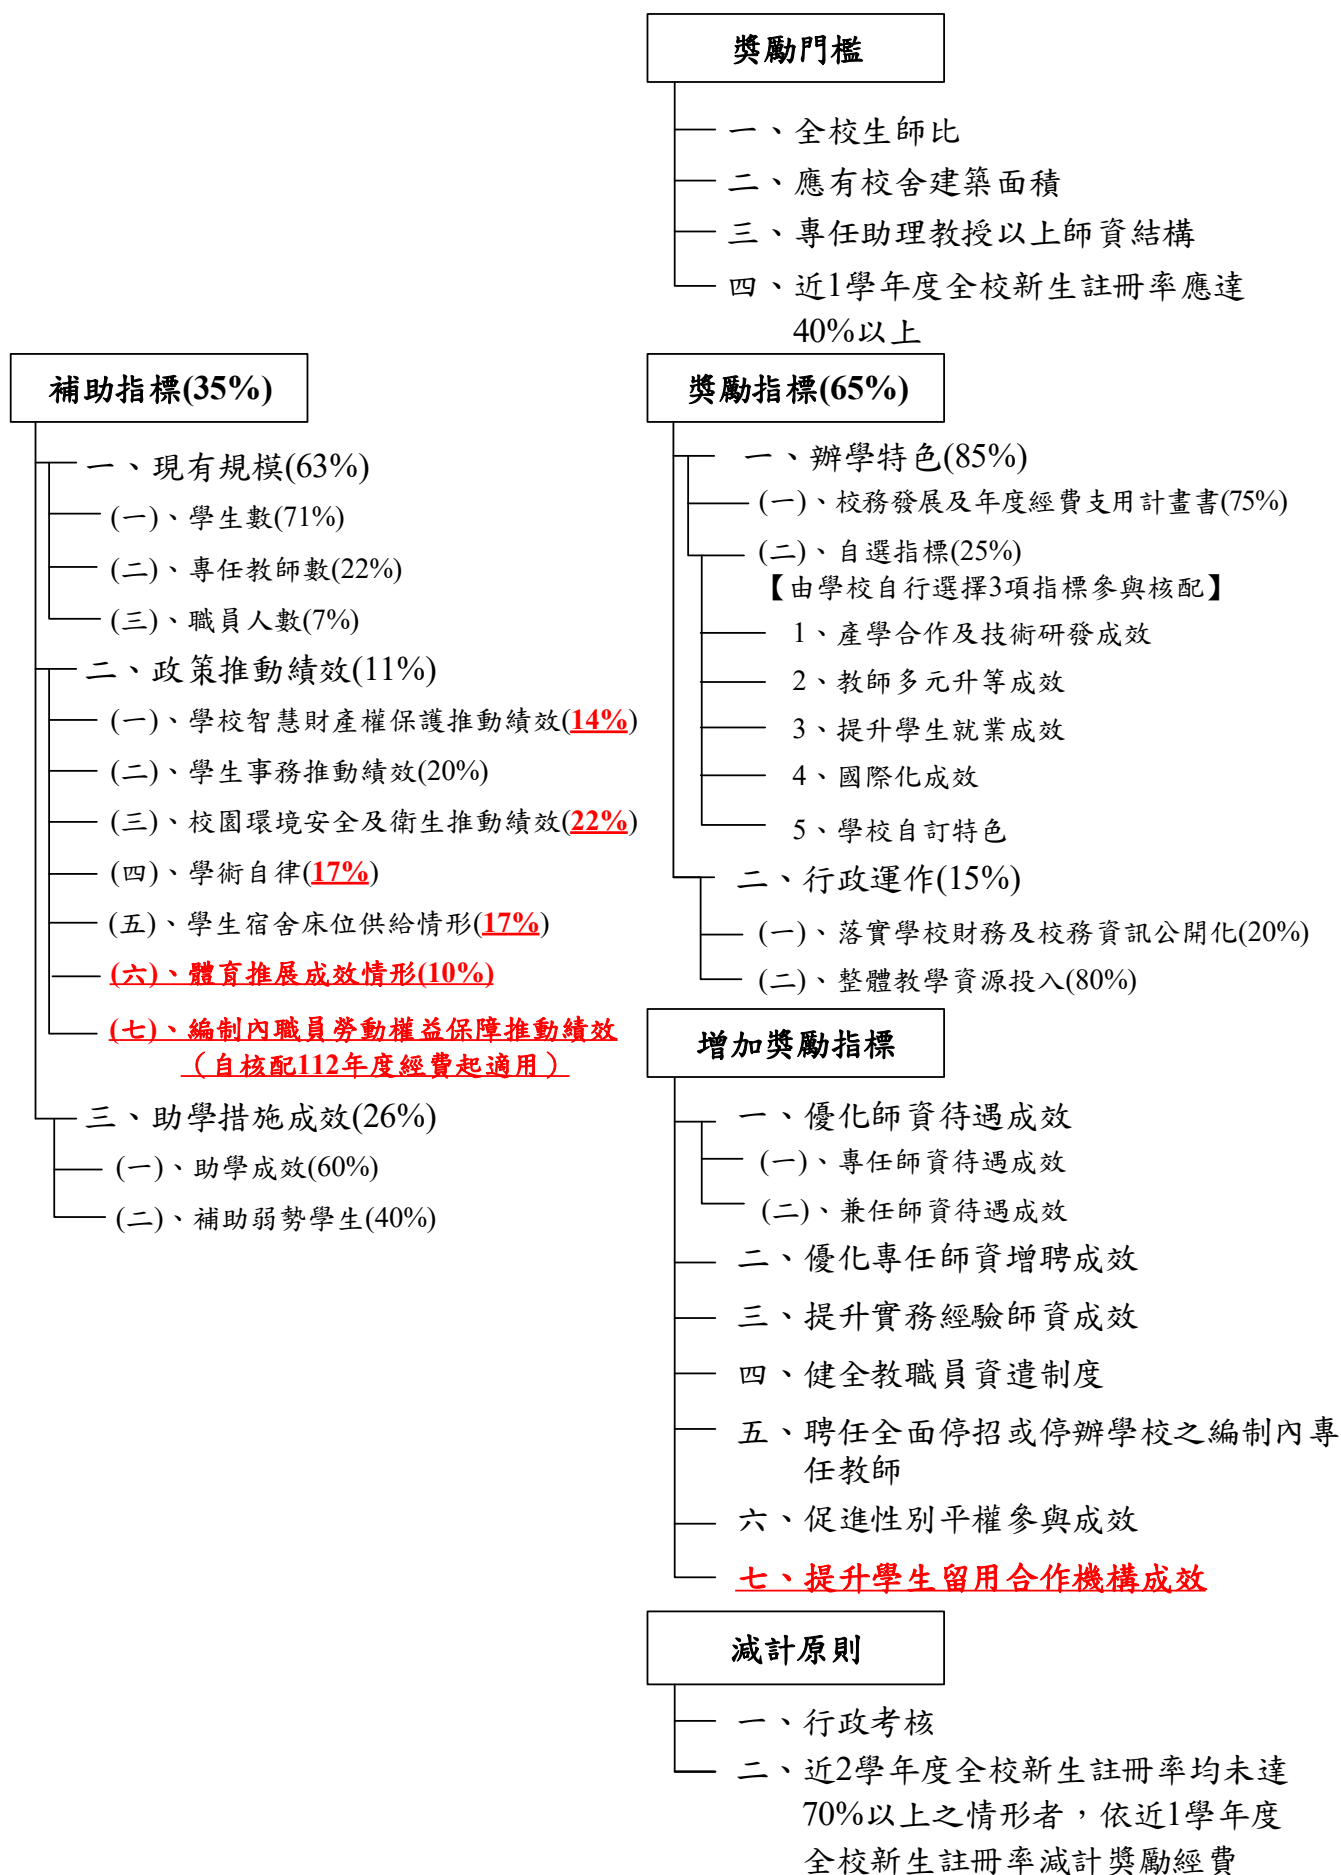 獎勵門檻
一、全校生師比
二、應有校舍建築面積
三、專任助理教授以上師資結構
四、近1學年度全校新生註冊率應達
40%以上
補助指標(35%)
一、現有規模(63%)
(一)、學生數(71%)
(二)、專任教師數(22%)
(三)、職員人數(7%)
二、政策推動績效(11%)
(一)、學校智慧財產權保護推動績效(14%)
(二)、學生事務推動績效(20%)
(三)、校園環境安全及衛生推動績效(22%)
(四)、學術自律(17%)
(五)、學生宿舍床位供給情形(17%)
(六)、體育推展成效情形(10%)
(七)、編制內職員勞動權益保障推動績效
（自核配112年度經費起適用）
三、助學措施成效(26%)
(一)、助學成效(60%)
(二)、補助弱勢學生(40%)
獎勵指標(65%)
一、辦學特色(85%)
(一)、校務發展及年度經費支用計畫書(75%)
(二)、自選指標(25%)
【由學校自行選擇3項指標參與核配】
1、產學合作及技術研發成效
2、教師多元升等成效
3、提升學生就業成效
4、國際化成效
5、學校自訂特色
二、行政運作(15%)
(一)、落實學校財務及校務資訊公開化(20%)
(二)、整體教學資源投入(80%)
增加獎勵指標
一、優化師資待遇成效
(一)、專任師資待遇成效
(二)、兼任師資待遇成效
二、優化專任師資增聘成效
三、提升實務經驗師資成效
四、健全教職員資遣制度
五、聘任全面停招或停辦學校之編制內專
任教師
六、促進性別平權參與成效
七、提升學生留用合作機構成效
減計原則
一、行政考核
二、近2學年度全校新生註冊率均未達
70%以上之情形者，依近1學年度
全校新生註冊率減計獎勵經費